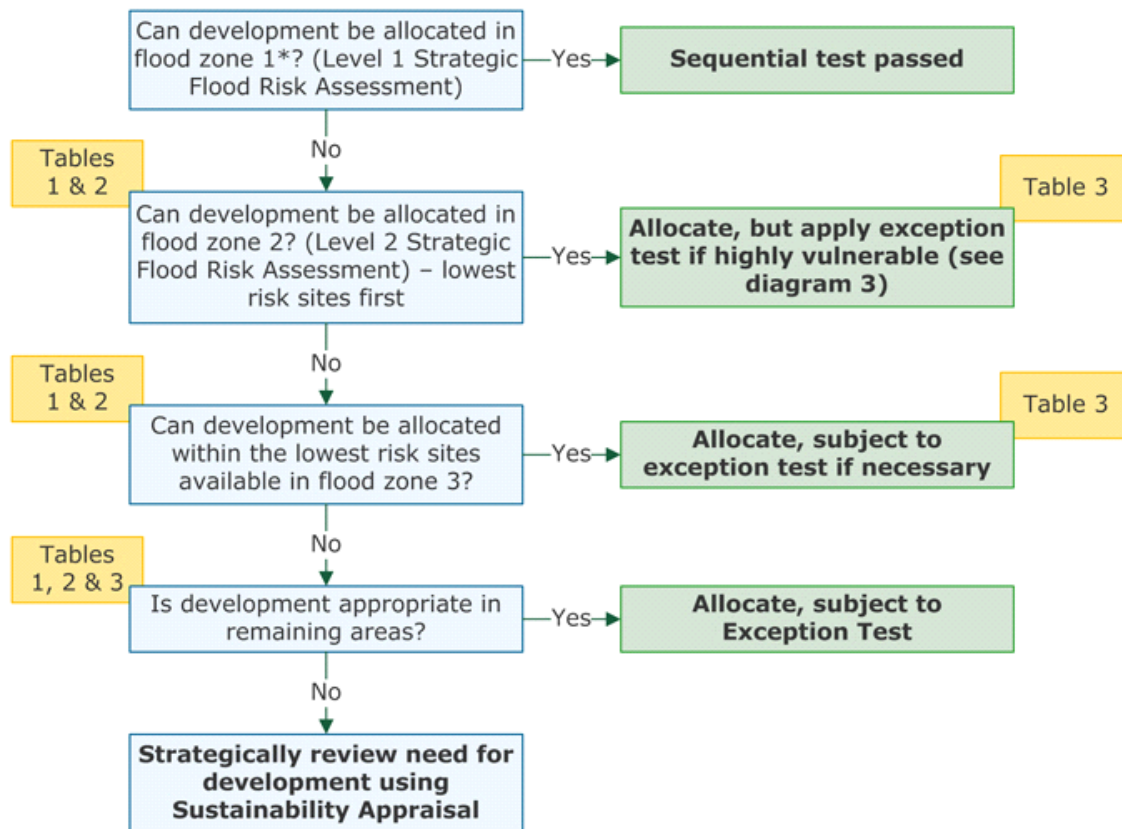 Can development be allocated in
flood zone 1*? (Level 1 Strategic
Flood Risk Assessment)
Yes
Sequential test passed
No
Tables
1 & 2
Can development be allocated in
flood zone 2? (Level 2 Strategic
Flood Risk Assessment) – lowest
risk sites first
Yes
Allocate, but apply exception
test if highly vulnerable (see
diagram 3)
Table 3
No
Tables
1 & 2
Can development be allocated
within the lowest risk sites
available in flood zone 3?
Yes
Allocate, subject to
exception test if necessary
Table 3
No
Tables
1, 2 & 3
Is development appropriate in
remaining areas?
Yes
Allocate, subject to
Exception Test
No
Strategically review need for
development using
Sustainability Appraisal